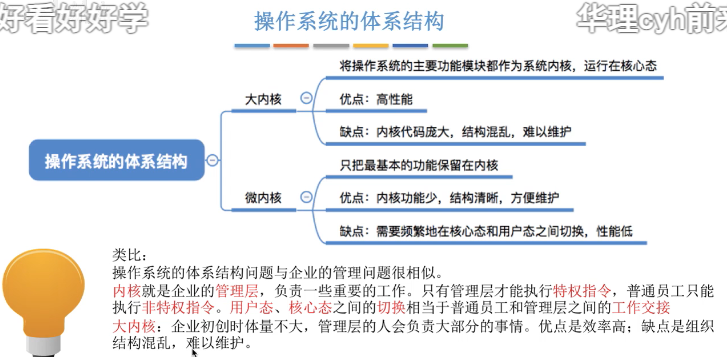 好看好好学
华理cyh前来
操作系统的体系结构
将操作系统的主要功能模块都作为系统内核，运行在核心态
大内核
优点：高性能
缺点：内核代码庞大，结构混乱，难以维护
操作系统的体系结构
只把最基本的功能保留在内核
微内核
优点：内核功能少，结构清晰，方便维护
缺点：需要频繁地在核心态和用户态之间切换，性能低
类比：
操作系统的体系结构问题与企业的管理问题很相似。
内核就是企业的管理层，负责一些重要的工作。只有管理层才能执行特权指令，普通员工只能
执行非特权指令。用户态、核心态之间的切换相当于普通员工和管理层之间的工作交接
大内核：企业初创时体量不大，管理层的人会负责大部分的事情。优点是效率高；缺点是组织
结构混乱，难以维护。